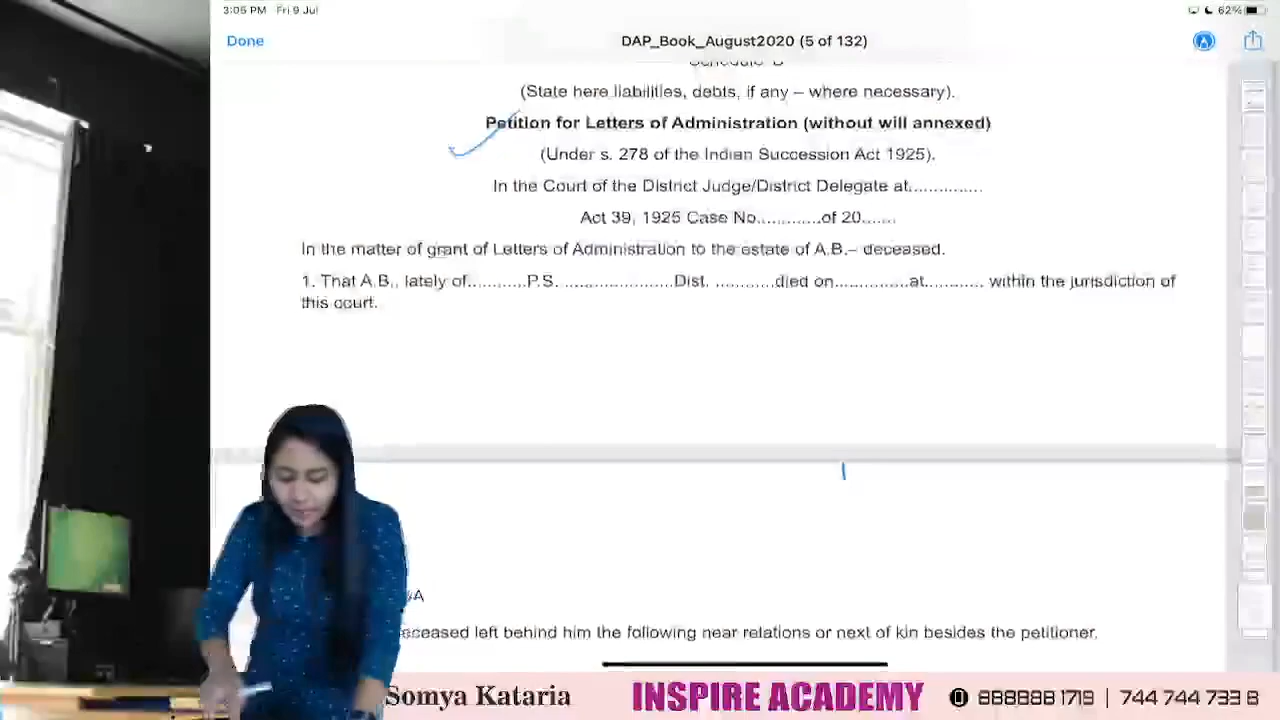 3:05 PM Fri 9 Jul
62%
Done
DAP_Book_August2020 (5 of 132)
(State here liabilities, debts, if any – where necessary).
Petition for Letters of Administration (without will annexed)
(Under s. 278 of the Indian Succession Act 1925).
In the Court of the District Judge/District Delegate at..............
Act 39, 1925 Case No............of 20.......
In the matter of grant of Letters of Administration to the estate of A.B.– deceased.
1. That A.B., lately of...........P.S. ......................Dist. ............died on...............at............ within the jurisdiction of
this court.
left behind him the following near relations or next of kin besides the petitioner.
Somya Kataria INSPIRE ACADEMY 888888 1719 | 744 744 733 8